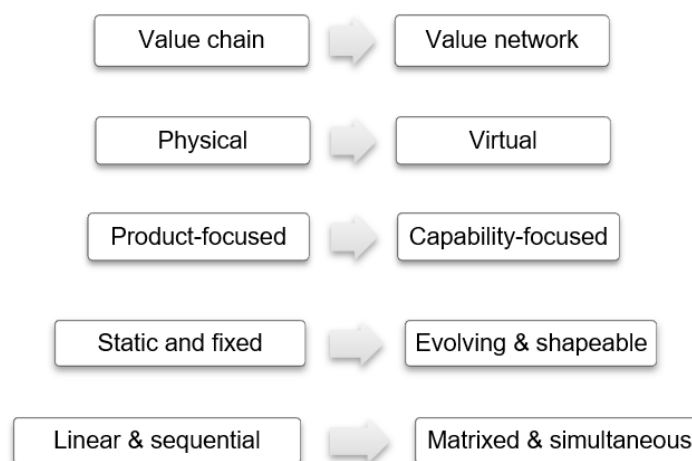 Value chain
Value network
Physical
Virtual
Product-focused
Capability-focused
Static and fixed
Evolving & shapeable
Linear & sequential
Matrixed & simultaneous